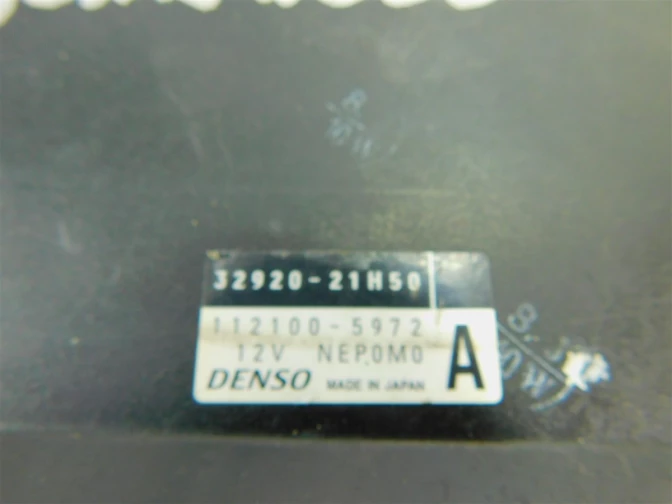 32920-21H50
112100-5972
12V NEP0M0
A
DENSO MADE IN JAPAN